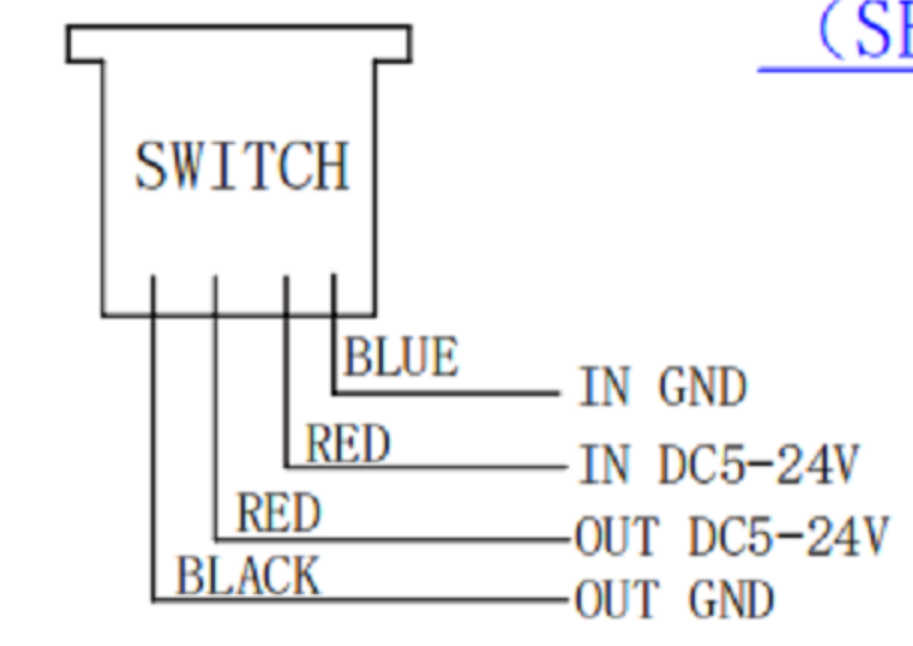 SWITCH
BLUE
IN GND
RED
IN DC5-24V
RED
OUT DC5-24V
BLACK
OUT GND